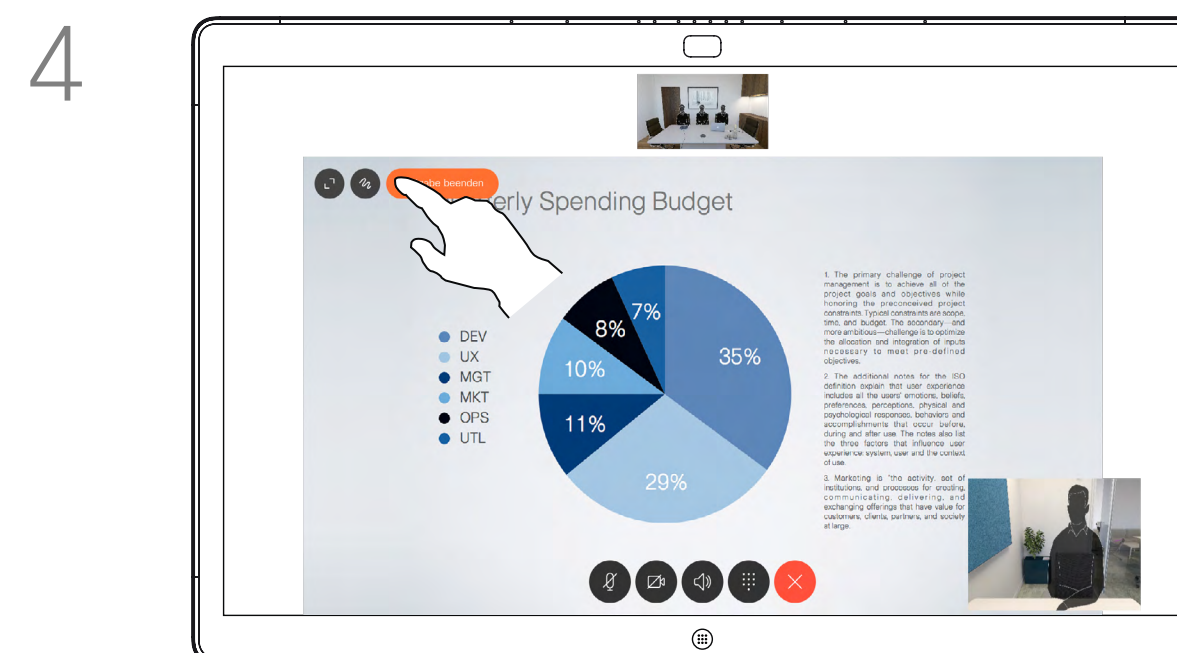 4
beenden
Spending Budget
7%
8%
35%
10%
11%
29%
DEV
UX
MGT
MKT
OPS
UTL
1. The primary challenge of project
management is to achieve all of the
project goals and objectives while
honoring the preconceived project
constraints. Typical constraints are scope,
time, and budget. The secondary—and
more ambitious—challenge is to optimize
the allocation and integration of inputs
necessary to meet pre-defined
objectives.
2. The additional notes for the ISO
definition explain that user experience
includes all the users' emotions, beliefs,
preferences, perceptions, physical and
psychological responses, behaviors and
accomplishments that occur before,
during and after use. The notes also list
the three factors that influence user
experience: system, user and the context
of use.
3. Marketing is "the activity, set of
institutions, and processes for creating,
communicating, delivering, and
exchanging offerings that have value for
customers, clients, partners, and society
at large.